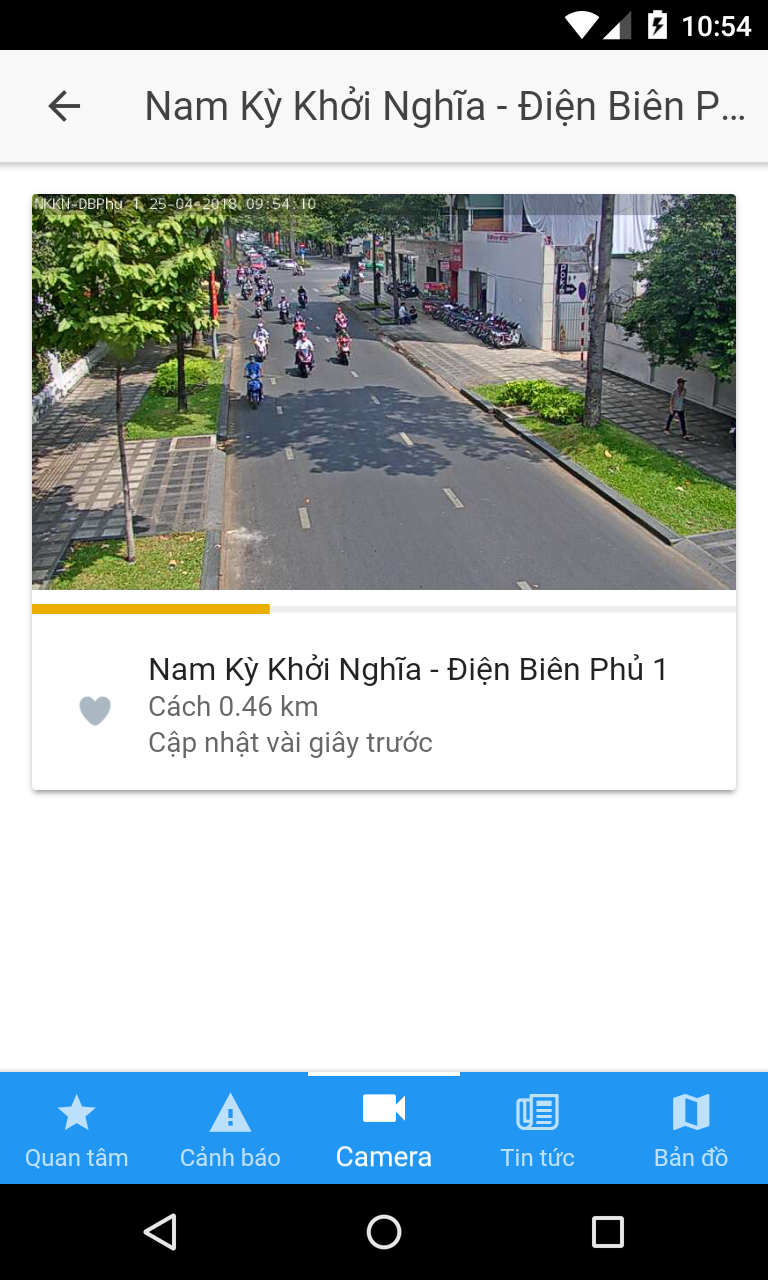 10:54
Nam Kỳ Khởi Nghĩa - Điện Biên P...
NKKN-DBPhu 1 25-04-2018 09:54:10
Nam Kỳ Khởi Nghĩa - Điện Biên Phủ 1
Cách 0.46 km
Cập nhật vài giây trước
Quan tâm
Cảnh báo
Camera
Tin tức
Bản đồ